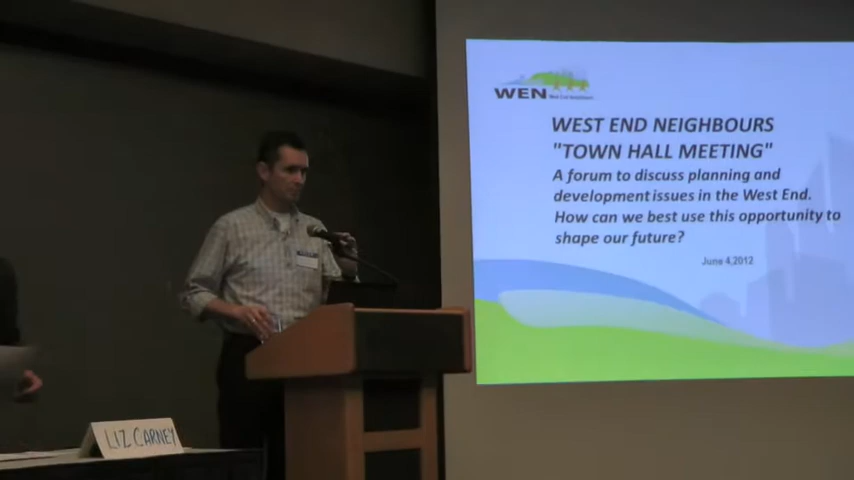 WEN
WEST END NEIGHBOURS
"TOWN HALL MEETING"
A forum to discuss planning and
development issues in the West End.
How can we best use this opportunity to
shape our future?
June 4,2012
LIZ CARNEY